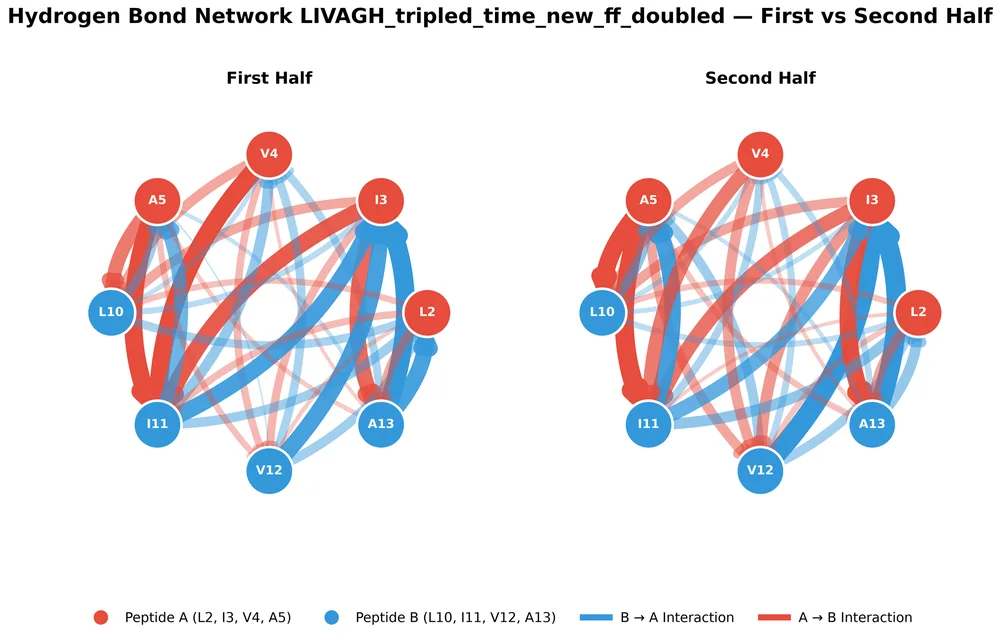 Hydrogen Bond Network LIVAGH_tripled_time_new_ff_doubled — First vs Second Half
First Half
Second Half
V4
A5
I3
L10
L2
I11
A13
V12
V4
A5
I3
L10
L2
I11
A13
V12
Peptide A (L2, I3, V4, A5)
Peptide B (L10, I11, V12, A13)
B → A Interaction
A → B Interaction